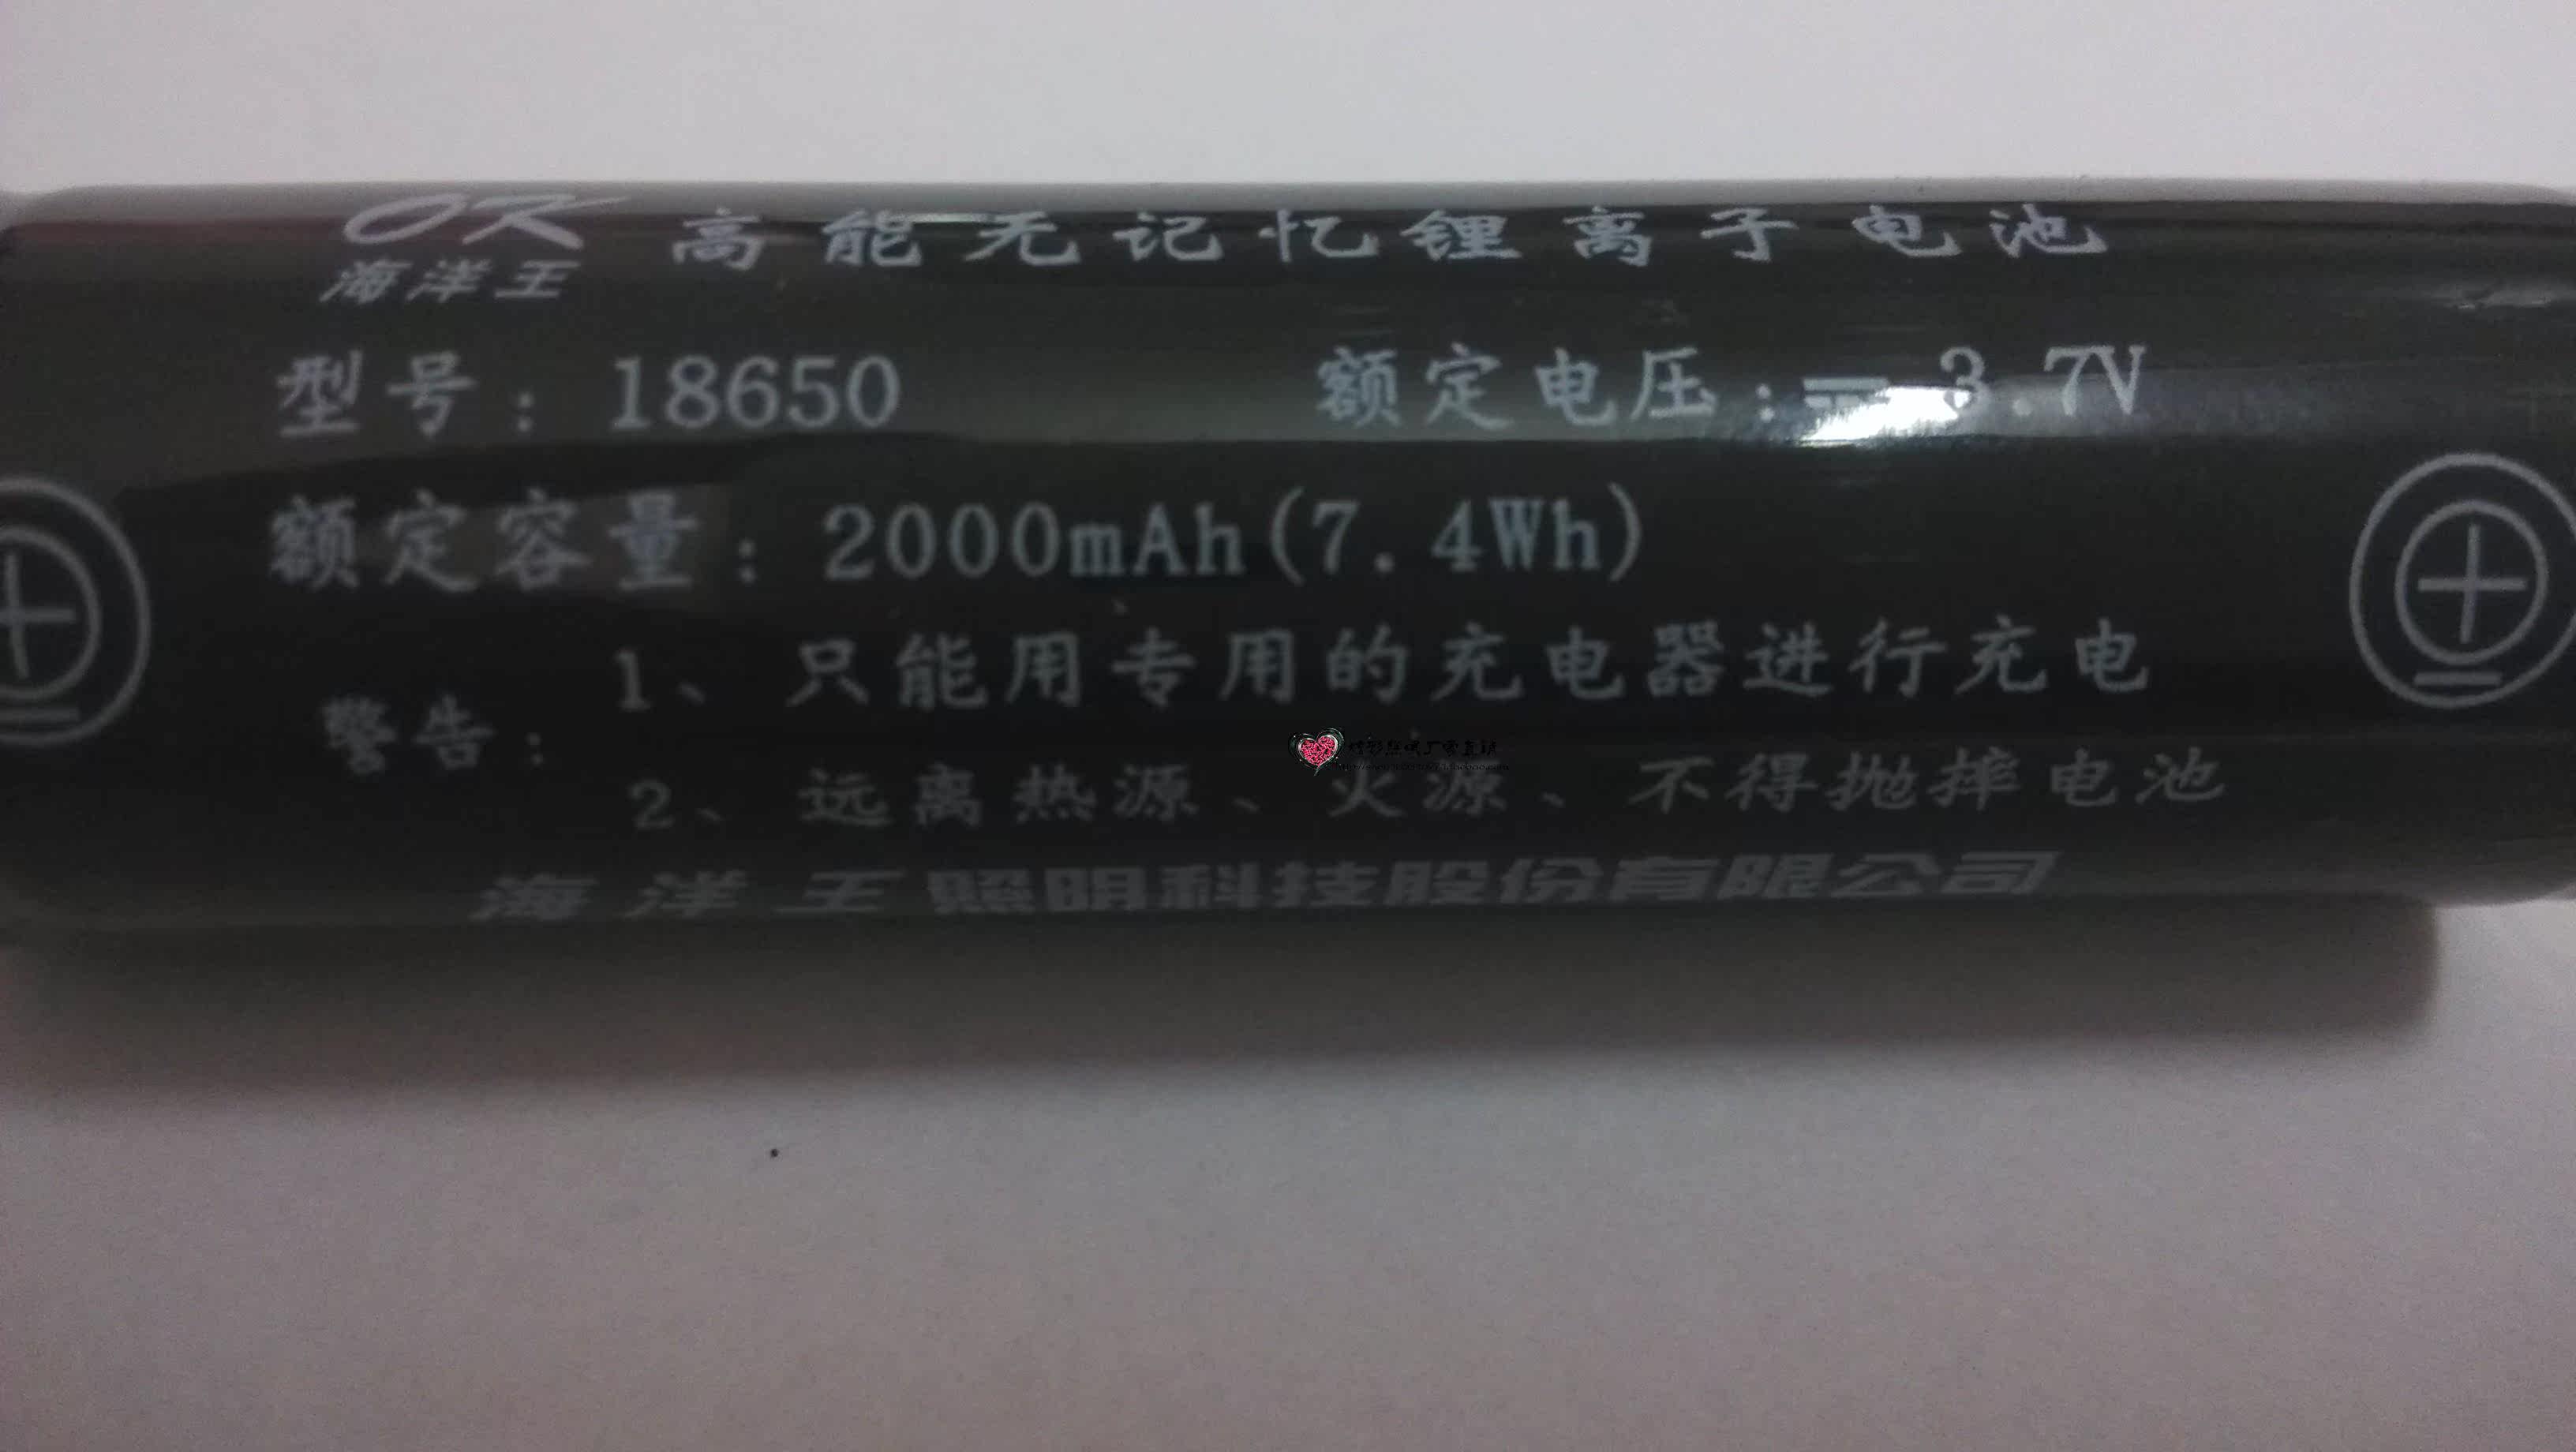 OK 高能无记忆锂离子电池
海洋王
型号：18650 额定电压：⎓3.7V
额定容量：2000mAh(7.4Wh)
警告：
1、只能用专用的充电器进行充电
2、远离热源、火源、不得抛摔电池
海洋王照明科技股份有限公司